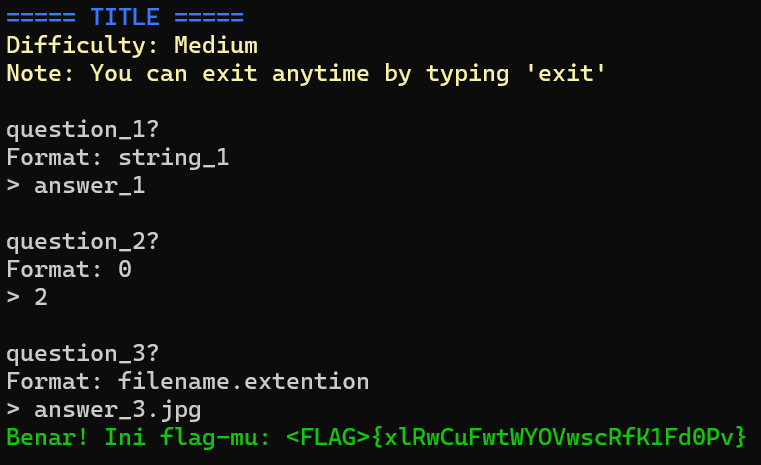 ===== TITLE =====
Difficulty: Medium
Note: You can exit anytime by typing 'exit'
question_1?
Format: string_1
> answer_1
question_2?
Format: 0
> 2
question_3?
Format: filename.extention
> answer_3.jpg
Benar! Ini flag-mu: <FLAG>{xlRwCuFwtWYOVwscRfK1Fd0Pv}